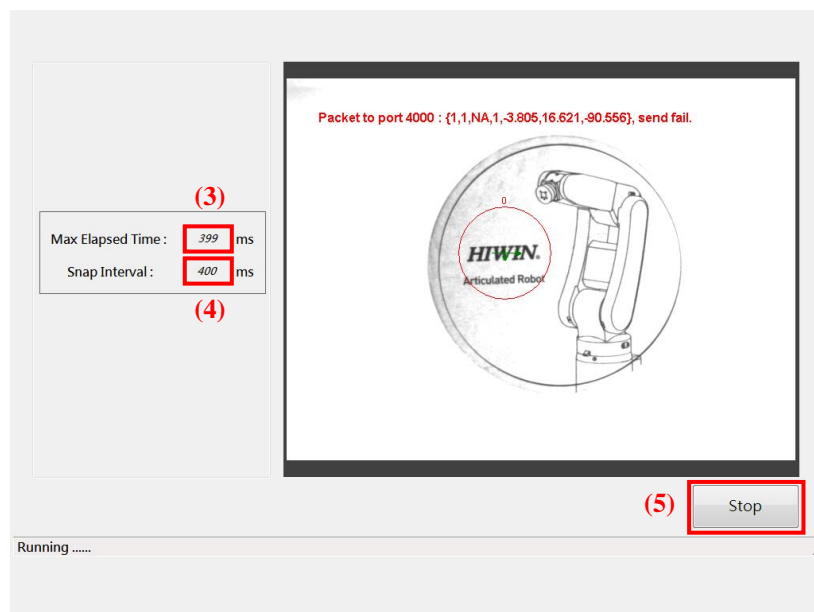 Packet to port 4000 : {1,1,NA,1,-3.805,16.621,-90.556}, send fail.
(3)
0
Max Elapsed Time : 399 ms
Snap Interval : 400 ms
HIWIN.
Articulated Robot
(4)
(5)
Stop
Running ......